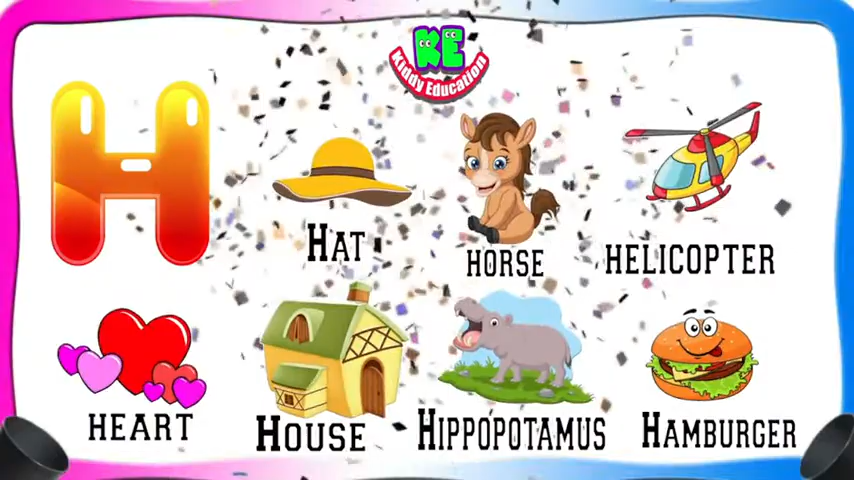 KE
Kiddy Education
H
HAT
HORSE
HELICOPTER
HEART
HOUSE
HIPPOPOTAMUS
HAMBURGER